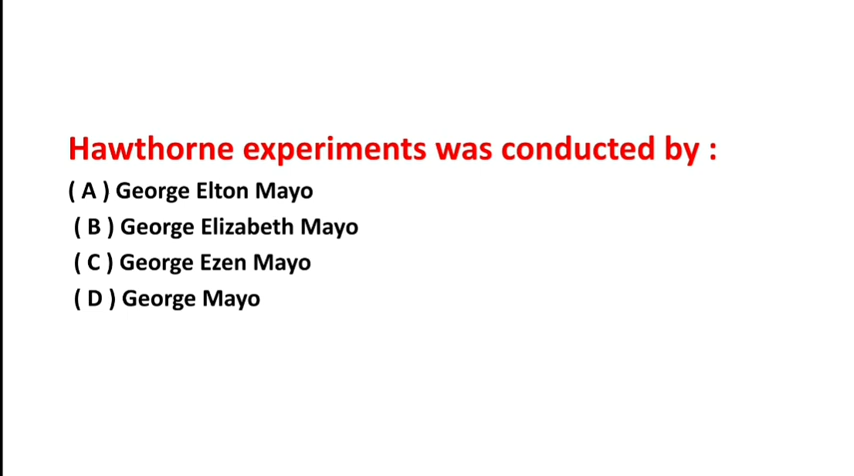 Hawthorne experiments was conducted by :
( A ) George Elton Mayo
( B ) George Elizabeth Mayo
( C ) George Ezen Mayo
( D ) George Mayo